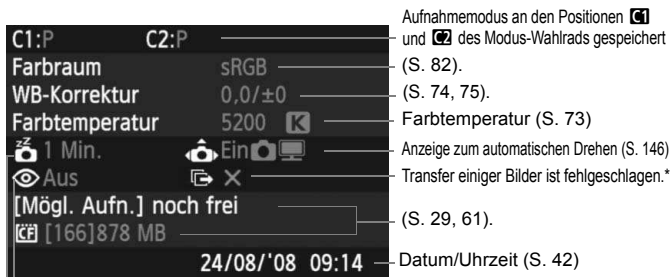 Aufnahmemodus an den Positionen C1
und C2 des Modus-Wahlrads gespeichert
C1:P C2:P
Farbraum sRGB (S. 82).
WB-Korrektur 0,0/±0 (S. 74, 75).
Farbtemperatur 5200 K Farbtemperatur (S. 73)
1 Min. Ein Anzeige zum automatischen Drehen (S. 146)
Aus Transfer einiger Bilder ist fehlgeschlagen.*
[Mögl. Aufn.] noch frei
(S. 29, 61).
CF [166]878 MB
24/08/'08 09:14 Datum/Uhrzeit (S. 42)